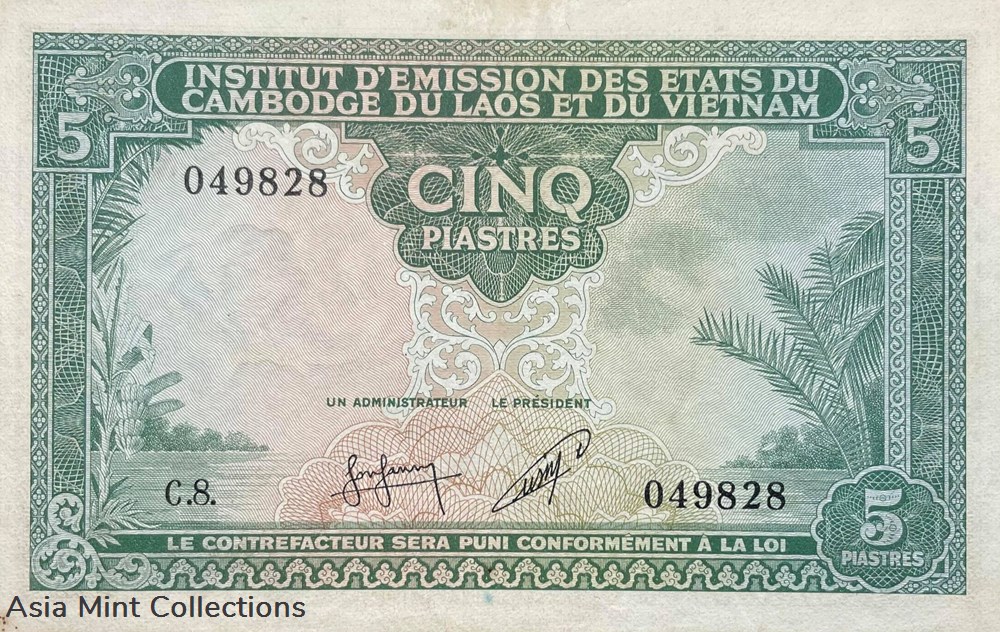 INSTITUT D'EMISSION DES ETATS DU
CAMBODGE DU LAOS ET DU VIETNAM
5
5
049828
CINQ
PIASTRES
UN ADMINISTRATEUR LE PRÉSIDENT
C.8.
049828
5
PIASTRES
LE CONTREFACTEUR SERA PUNI CONFORMÉMENT À LA LOI
Asia Mint Collections